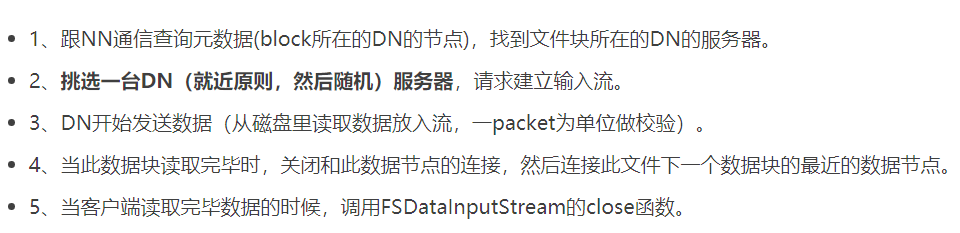 1、跟NN通信查询元数据(block所在的DN的节点)，找到文件块所在的DN的服务器。
2、挑选一台DN（就近原则，然后随机）服务器，请求建立输入流。
3、DN开始发送数据（从磁盘里读取数据放入流，一packet为单位做校验）。
4、当此数据块读取完毕时，关闭和此数据节点的连接，然后连接此文件下一个数据块的最近的数据节点。
5、当客户端读取完毕数据的时候，调用FSDataInputStream的close函数。